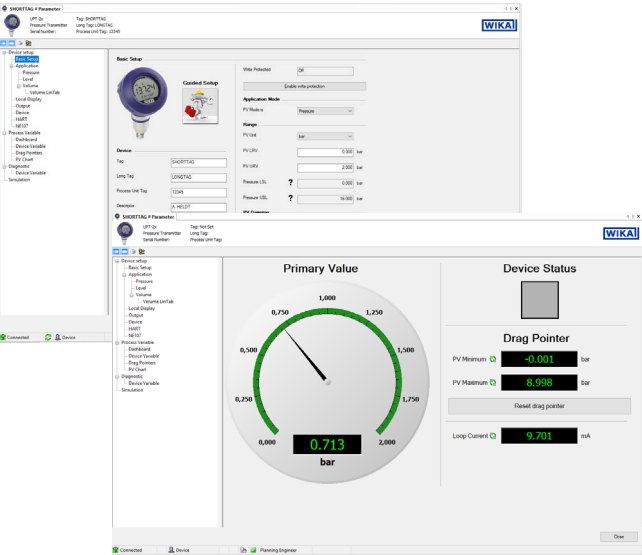 SHORTTAG # Parameter
UPT-2x
Pressure Transmitter
Serial Number:
Tag: SHORTTAG
Long Tag: LONGTAG
Process Unit Tag: 12345
WIKAI
Device setup
Basic Setup
Application
Pressure
Level
Volume
Volume LinTab
Local Display
Output
Device
HART
NE107
Process Variable
Dashboard
Device Variable
Drag Pointers
PV Chart
Diagnostic
Device Variable
Simulation
Basic Setup
Guided Setup
Device
Tag SHORTTAG
Long Tag LONGTAG
Process Unit Tag 12345
Descriptor A. HELDT
Write Protected Off
Enable write protection
Application Mode
PV Mode is Pressure
Range
PV Unit bar
PV LRV 0.000 bar
PV URV 2.000 bar
Pressure LSL ? 0.000 bar
Pressure USL ? 16.000 bar
PV Damping
Connected Device
SHORTTAG # Parameter
UPT-2x
Pressure Transmitter
Serial Number:
Tag: Not Set
Long Tag:
Process Unit Tag:
WIKAI
Device setup
Basic Setup
Application
Pressure
Level
Volume
Volume LinTab
Local Display
Output
Device
HART
NE107
Process Variable
Dashboard
Device Variable
Drag Pointers
PV Chart
Diagnostic
Device Variable
Simulation
Primary Value
1,000
0,750 1,250
0,500 1,500
0,250 1,750
0,000 0.713 2,000
bar
Device Status
Drag Pointer
PV Minimum -0.001 bar
PV Maximum 8.998 bar
Reset drag pointer
Loop Current 9.701 mA
Close
Connected Device Planning Engineer